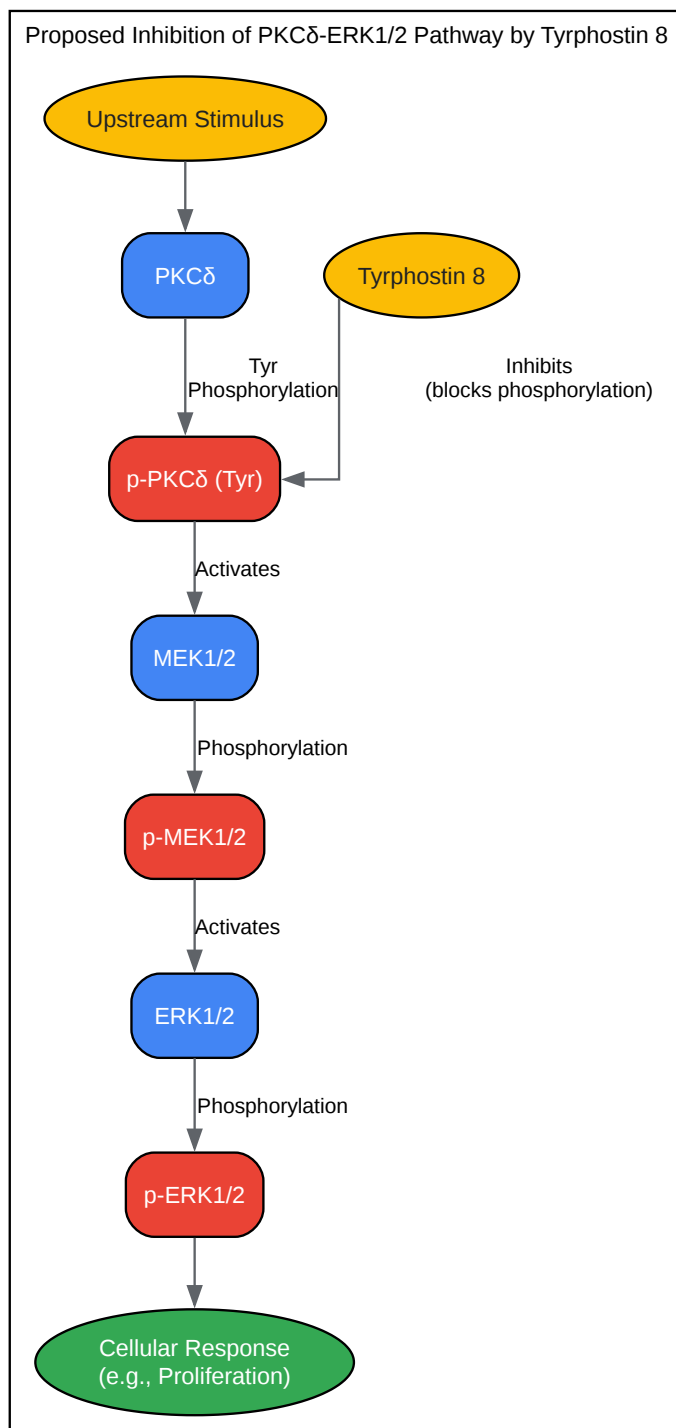 Proposed Inhibition of PKCδ-ERK1/2 Pathway by Tyrphostin 8
Upstream Stimulus
PKCδ
Tyrphostin 8
Tyr
Phosphorylation
Inhibits
(blocks phosphorylation)
p-PKCδ (Tyr)
Activates
MEK1/2
Phosphorylation
p-MEK1/2
Activates
ERK1/2
Phosphorylation
p-ERK1/2
Cellular Response
(e.g., Proliferation)